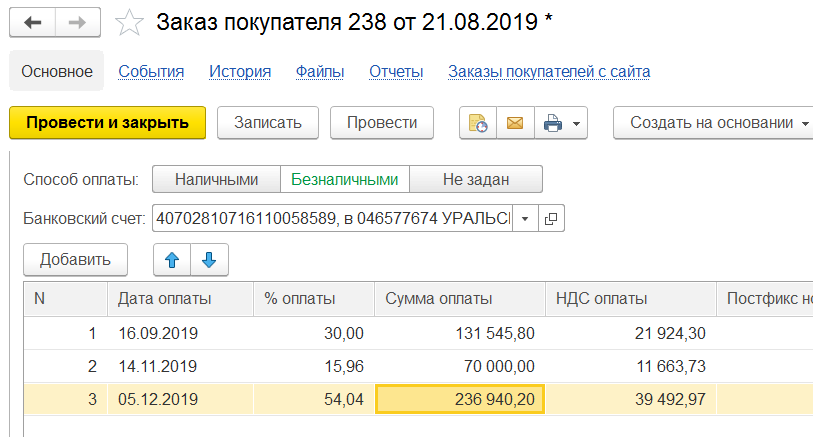 Заказ покупателя 238 от 21.08.2019 *
Основное События История Файлы Отчеты Заказы покупателей с сайта
Провести и закрыть Записать Провести Создать на основании
Способ оплаты: Наличными Безналичными Не задан
Банковский счет: 40702810716110058589, в 046577674 УРАЛЬСI
Добавить
N Дата оплаты % оплаты Сумма оплаты НДС оплаты Постфикс но
1 16.09.2019 30,00 131 545,80 21 924,30
2 14.11.2019 15,96 70 000,00 11 663,73
3 05.12.2019 54,04 236 940,20 39 492,97